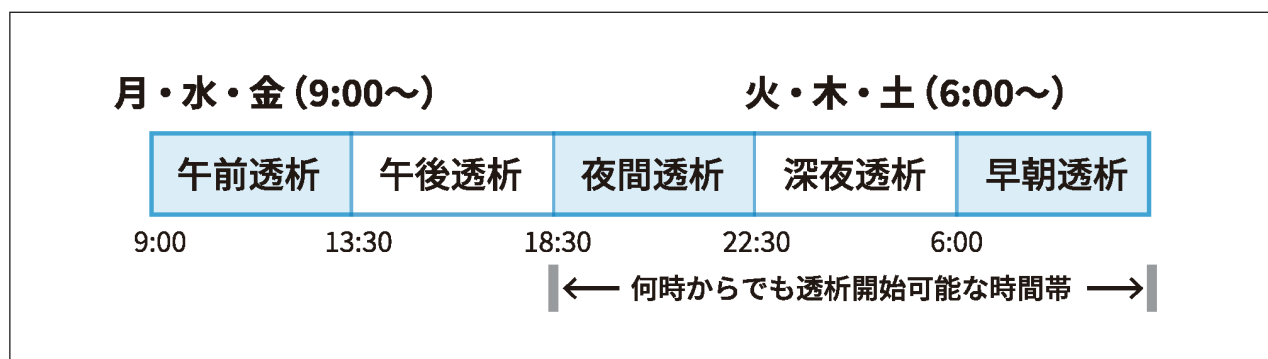 月・水・金（9:00〜） 火・木・土（6:00〜）
午前透析 午後透析 夜間透析 深夜透析 早朝透析
9:00 13:30 18:30 22:30 6:00
何時からでも透析開始可能な時間帯